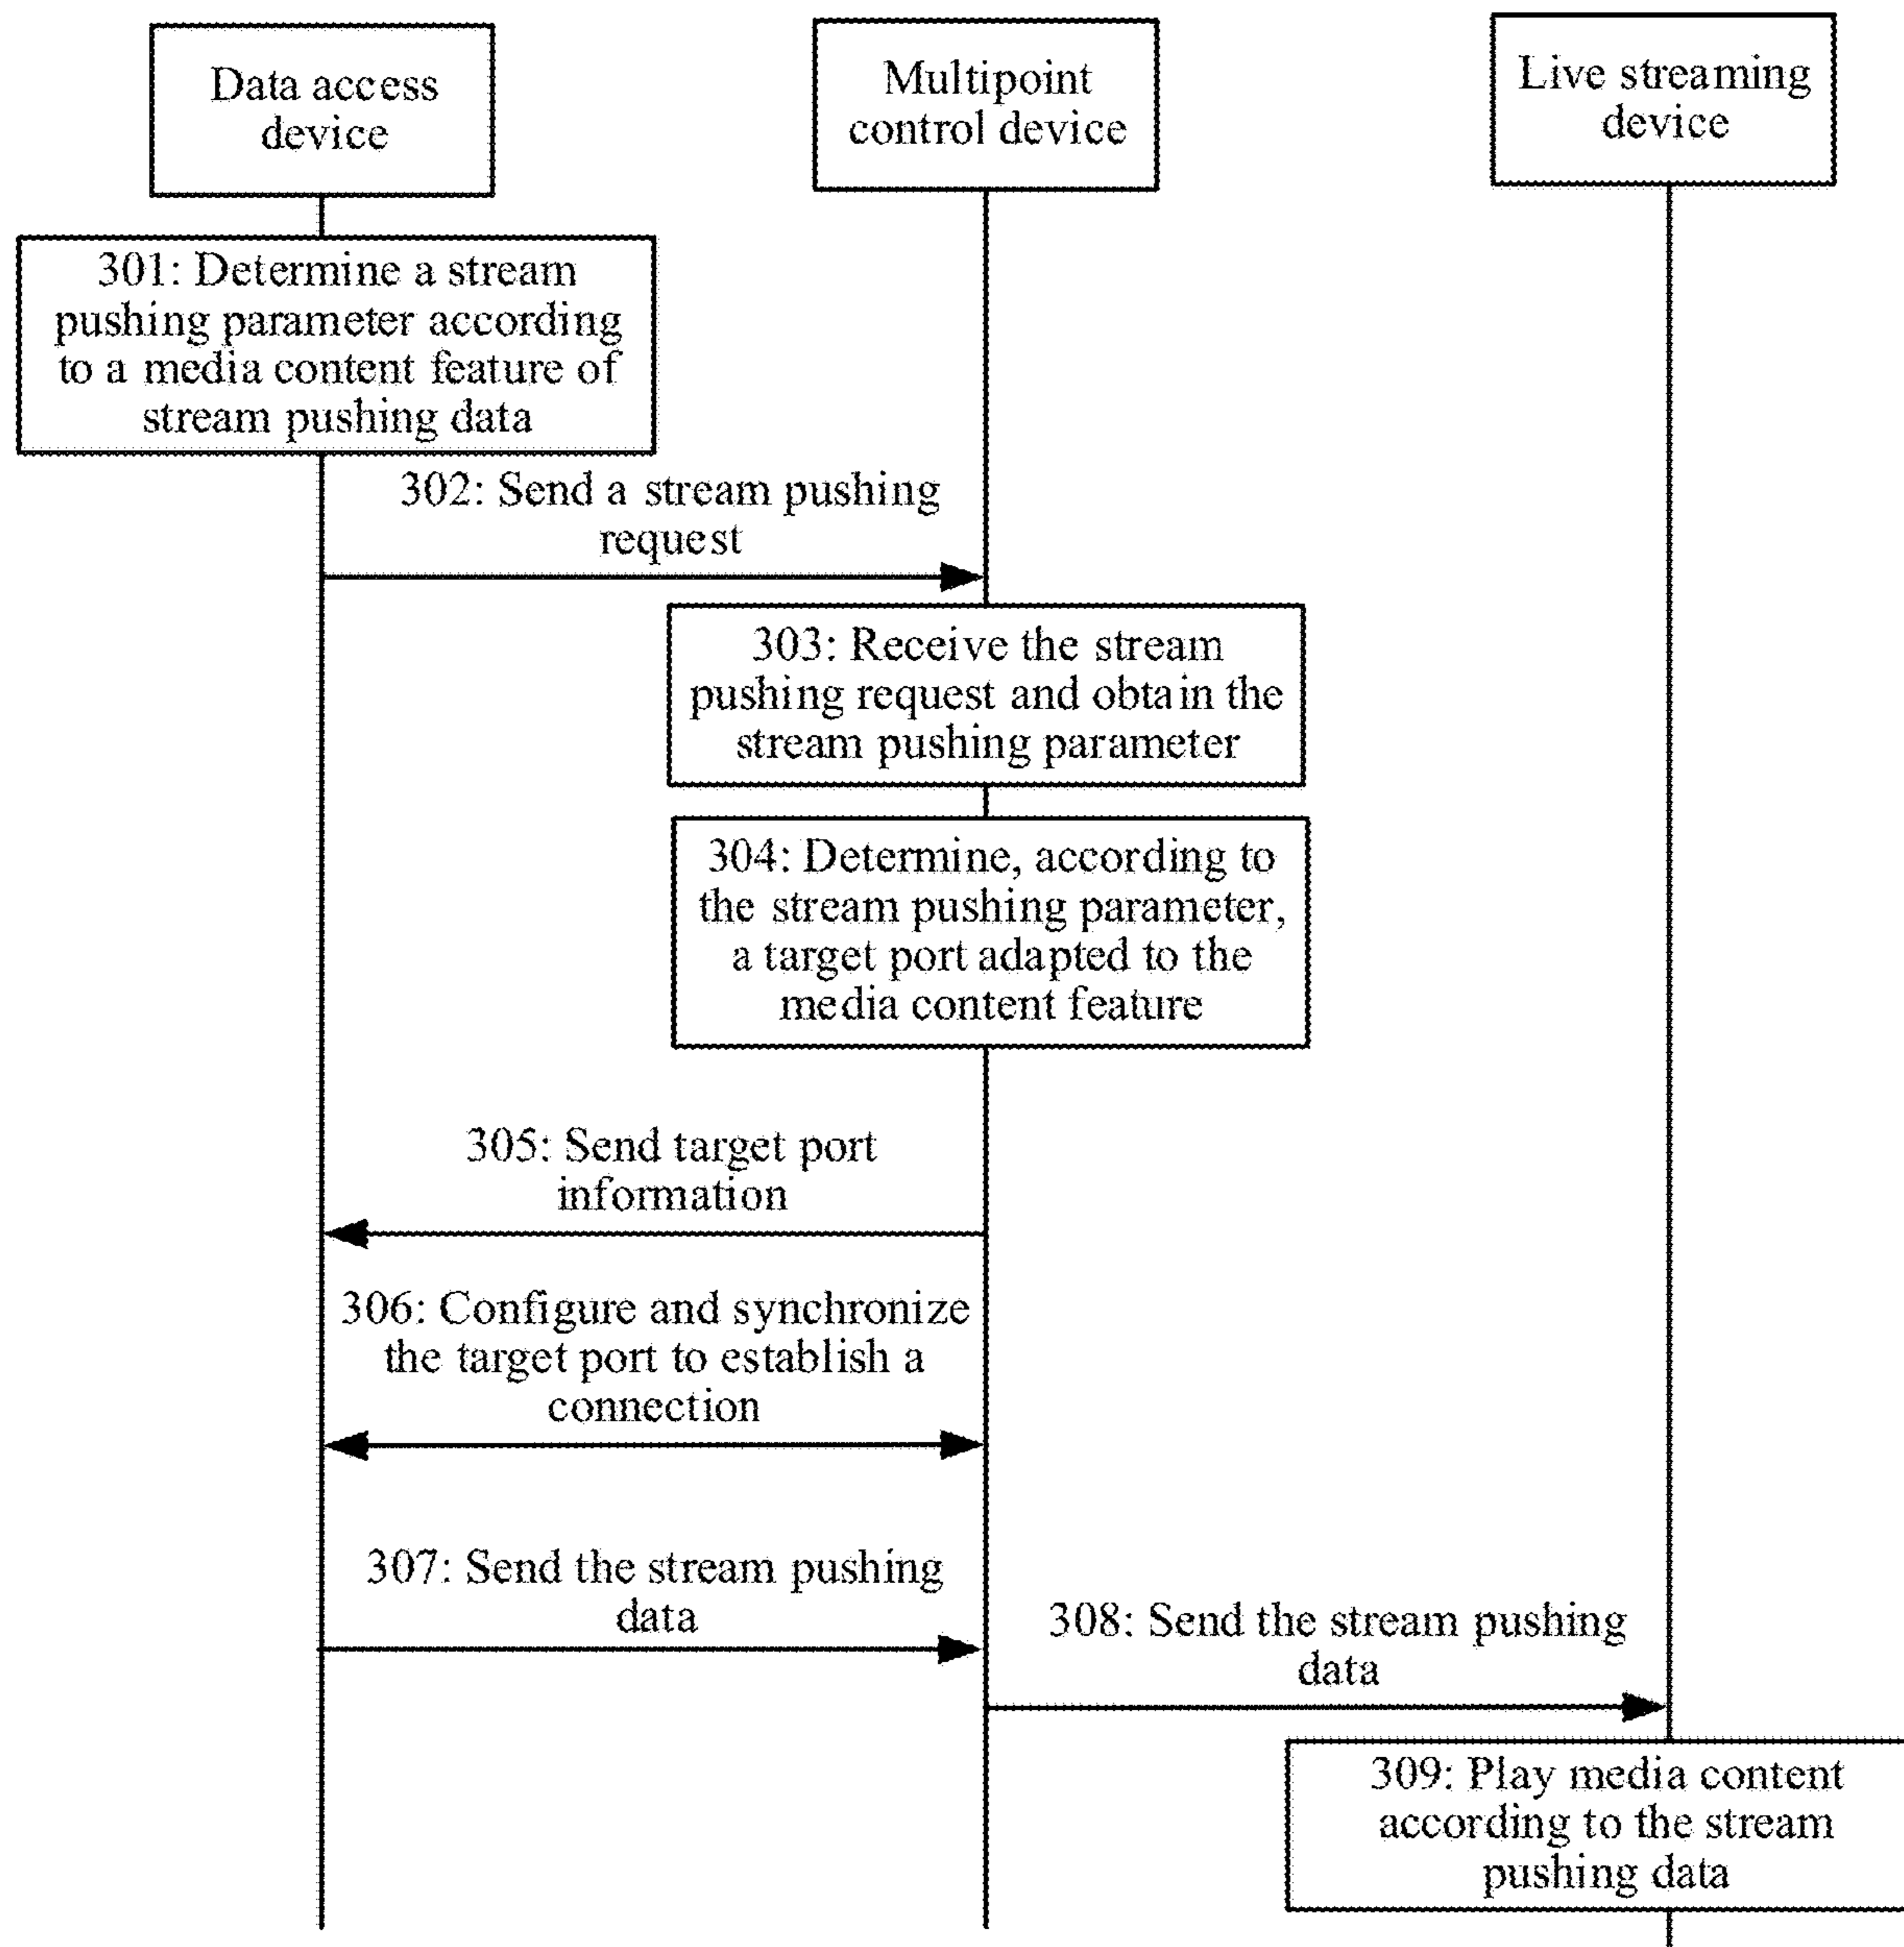 Data access
device
Multipoint
control device
Live streaming
device
301: Determine a stream
pushing parameter according
to a media content feature of
stream pushing data
302: Send a stream pushing
request
303: Receive the stream
pushing request and obtain the
stream pushing parameter
304: Determine, according to
the stream pushing parameter,
a target port adapted to the
media content feature
305: Send target port
information
306: Configure and synchronize
the target port to establish a
connection
307: Send the stream pushing
data
308: Send the stream pushing
data
309: Play media content
according to the stream
pushing data